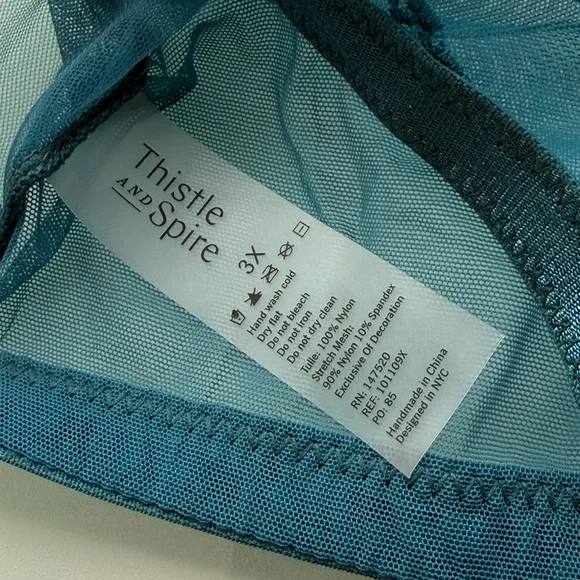 Thistle
AND
Spire
3X
Hand wash cold
Do not bleach
Dry flat
Do not iron
Do not dry clean
Tulle: 100% Nylon
Stretch Mesh:
90% Nylon 10% Spandex
Exclusive Of Decoration
RN: 147520
REF: 101109X
PO: 85
Handmade in China
Designed in NYC